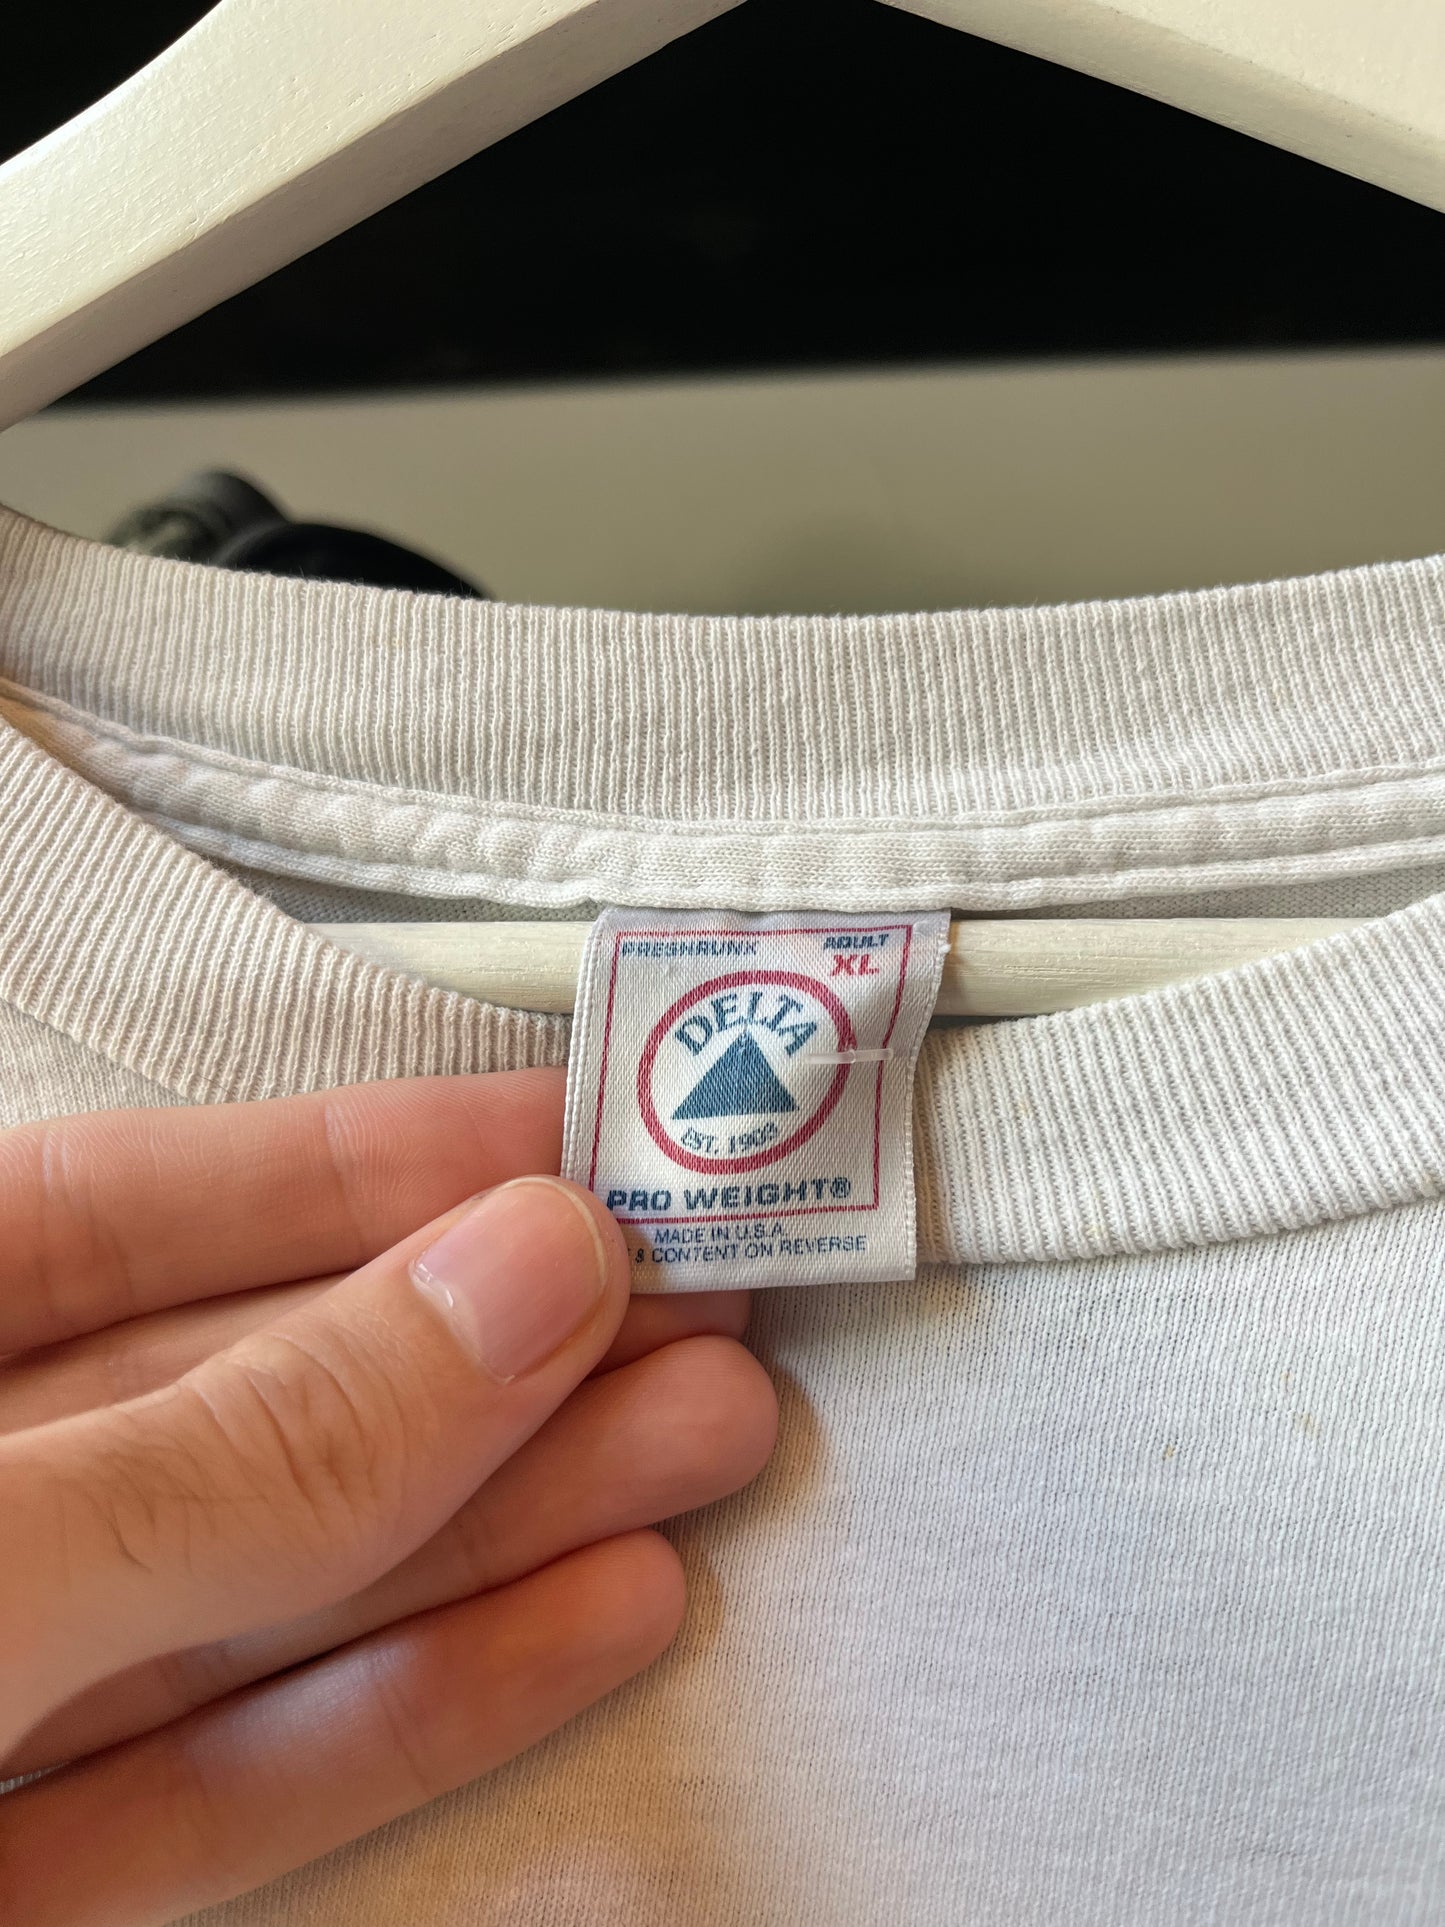 PRESHRUNK
ADULT
XL
DELTA
EST. 1903
PRO WEIGHT®
MADE IN U.S.A.
& CONTENT ON REVERSE